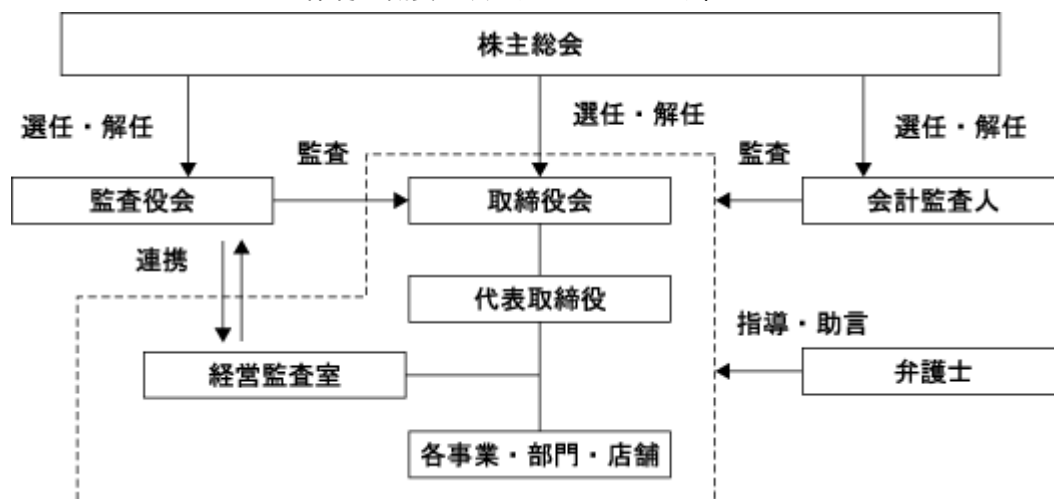 株主総会
選任・解任
選任・解任
選任・解任
監査
監査
監査役会
取締役会
会計監査人
連携
代表取締役
指導・助言
経営監査室
弁護士
各事業・部門・店舗